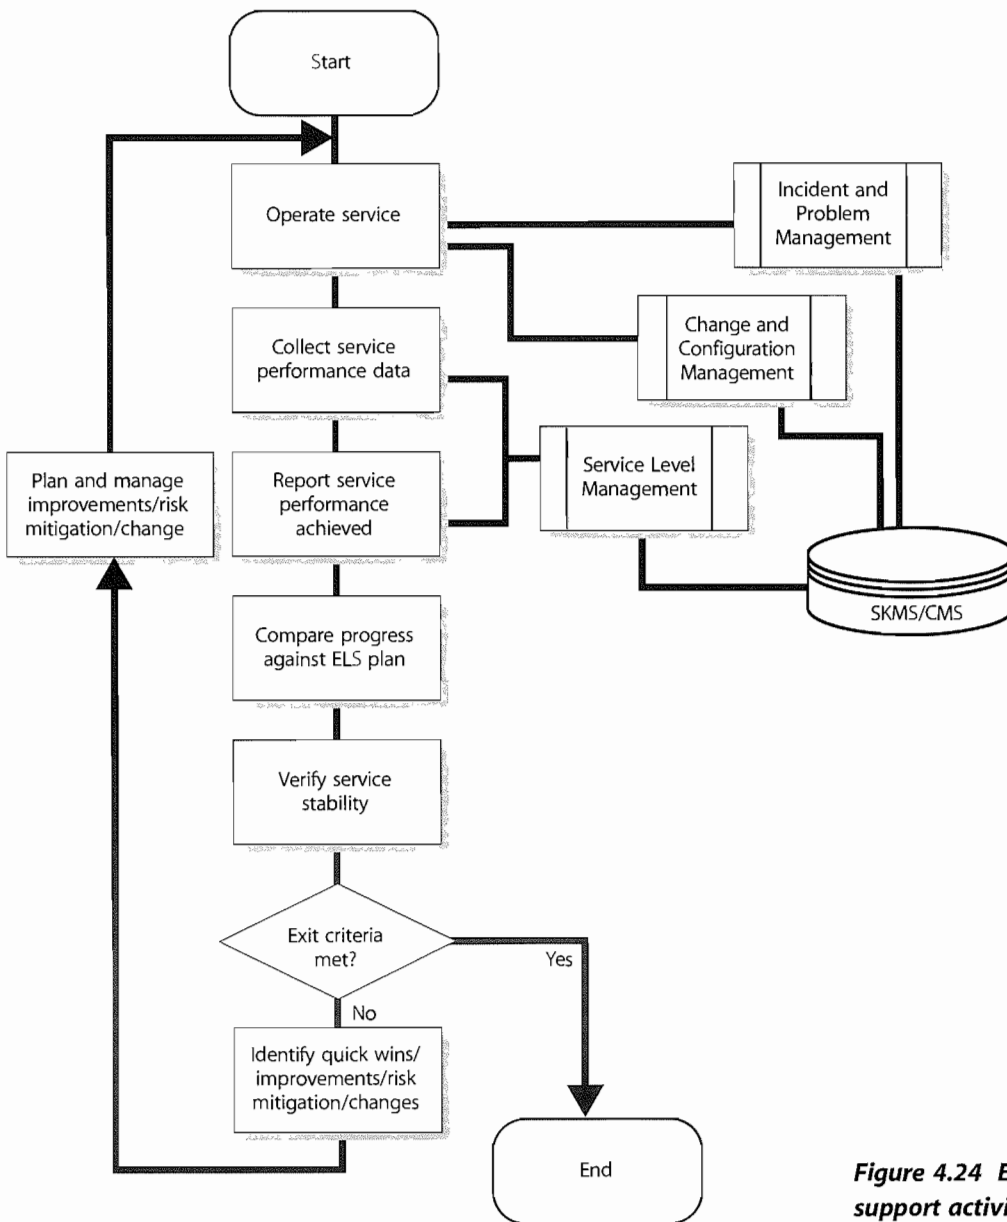 Start
Operate service
Incident and
Problem
Management
Collect service
performance data
Change and
Configuration
Management
Plan and manage
improvements/risk
mitigation/change
Report service
performance
achieved
Service Level
Management
SKMS/CMS
Compare progress
against ELS plan
Verify service
stability
Exit criteria
met?
Yes
No
Identify quick wins/
improvements/risk
mitigation/changes
End
Figure 4.24
support